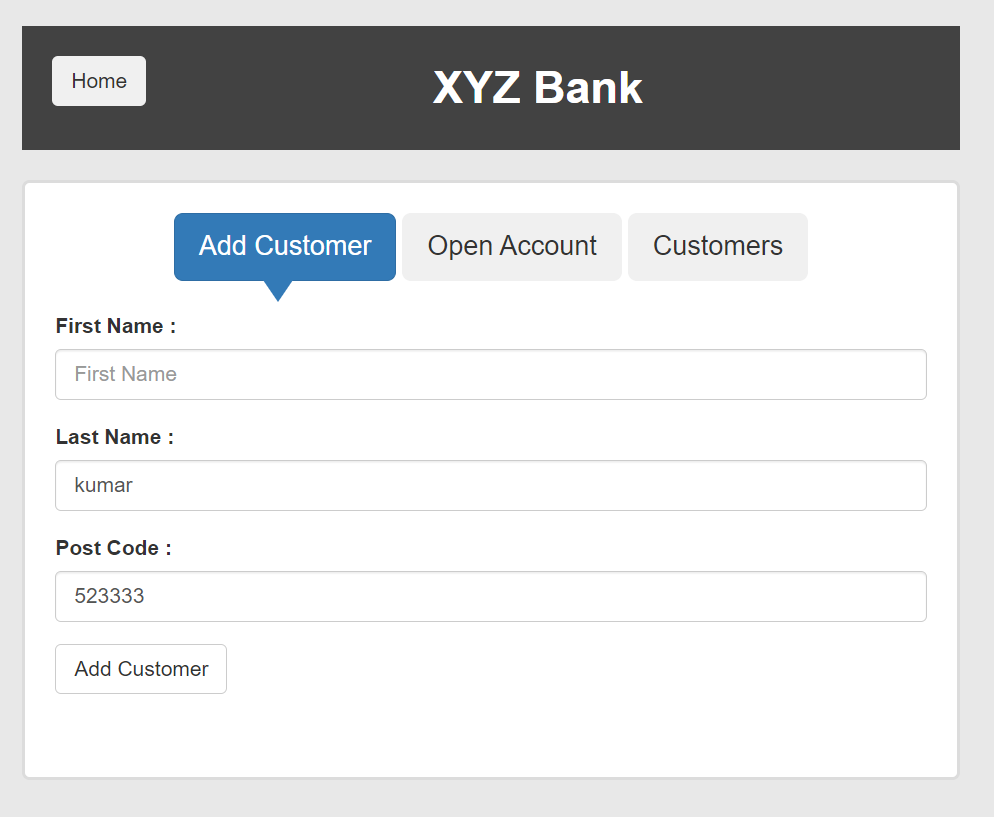 Home
XYZ Bank
Add Customer Open Account Customers
First Name :
First Name
Last Name :
kumar
Post Code :
523333
Add Customer